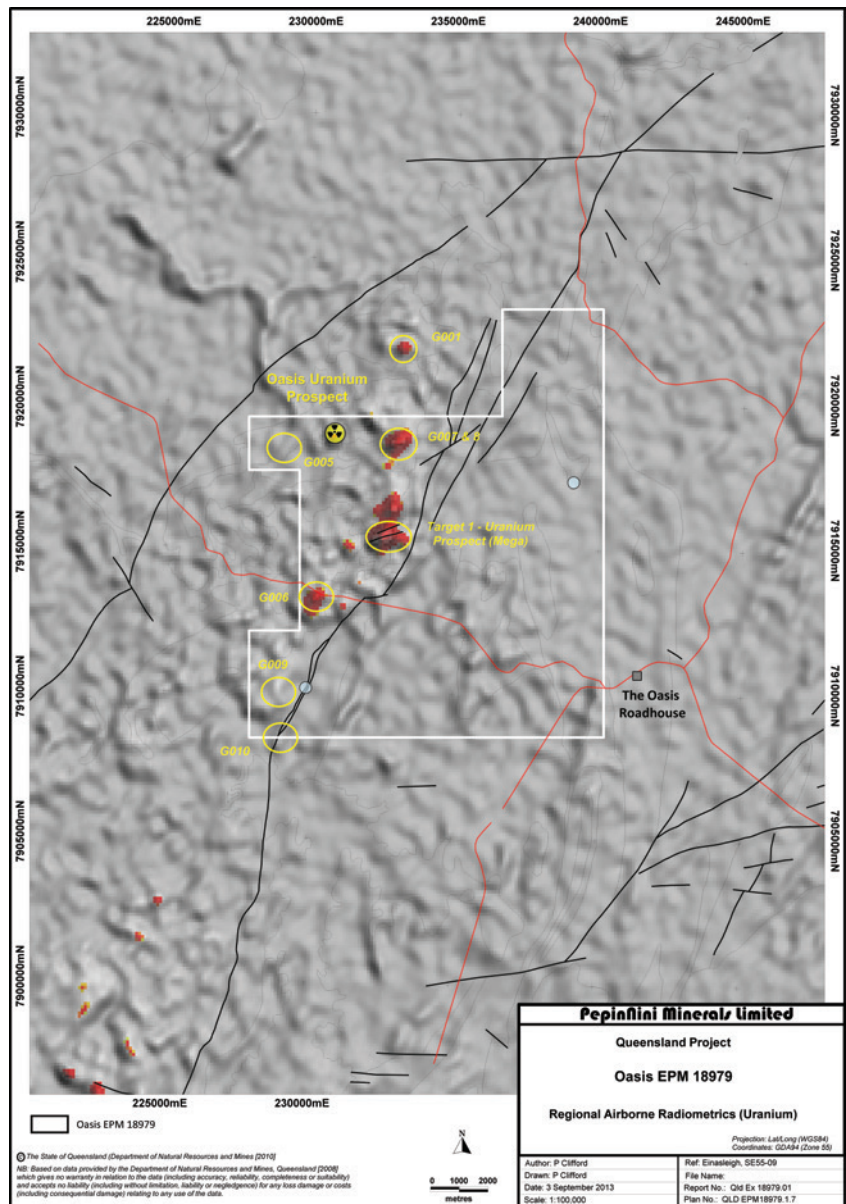 225000mE
230000mE
235000mE
240000mE
245000mE
7930000mN
7930000mN
7925000mN
7925000mN
7920000mN
7920000mN
7915000mN
7915000mN
7910000mN
7910000mN
7905000mN
7905000mN
7900000mN
G001
Oasis Uranium
Prospect
G007 & 8
G005
Target 1 - Uranium
Prospect (Mega)
G006
G009
G010
The Oasis
Roadhouse
225000mE
230000mE
Oasis EPM 18979
N
0 1000 2000
metres
© The State of Queensland (Department of Natural Resources and Mines [2010]
NB: Based on data provided by the Department of Natural Resources and Mines, Queensland [2008]
which gives no warranty in relation to the data (including accuracy, reliability, completeness or suitability)
and accepts no liability (including without limitation, liability or negligence) for any loss damage or costs
(including consequential damage) relating to any use of the data.
PepinNini Minerals Limited
Queensland Project
Oasis EPM 18979
Regional Airborne Radiometrics (Uranium)
Projection: Lat/Long (WGS84)
Coordinates: GDA94 (Zone 55)
Author: P Clifford
Ref: Einasleigh, SE55-09
Drawn: P Clifford
File Name:
Date: 3 September 2013
Report No.: Qld Ex 18979.01
Scale: 1:100,000
Plan No.: QLD EPM18979.1.7